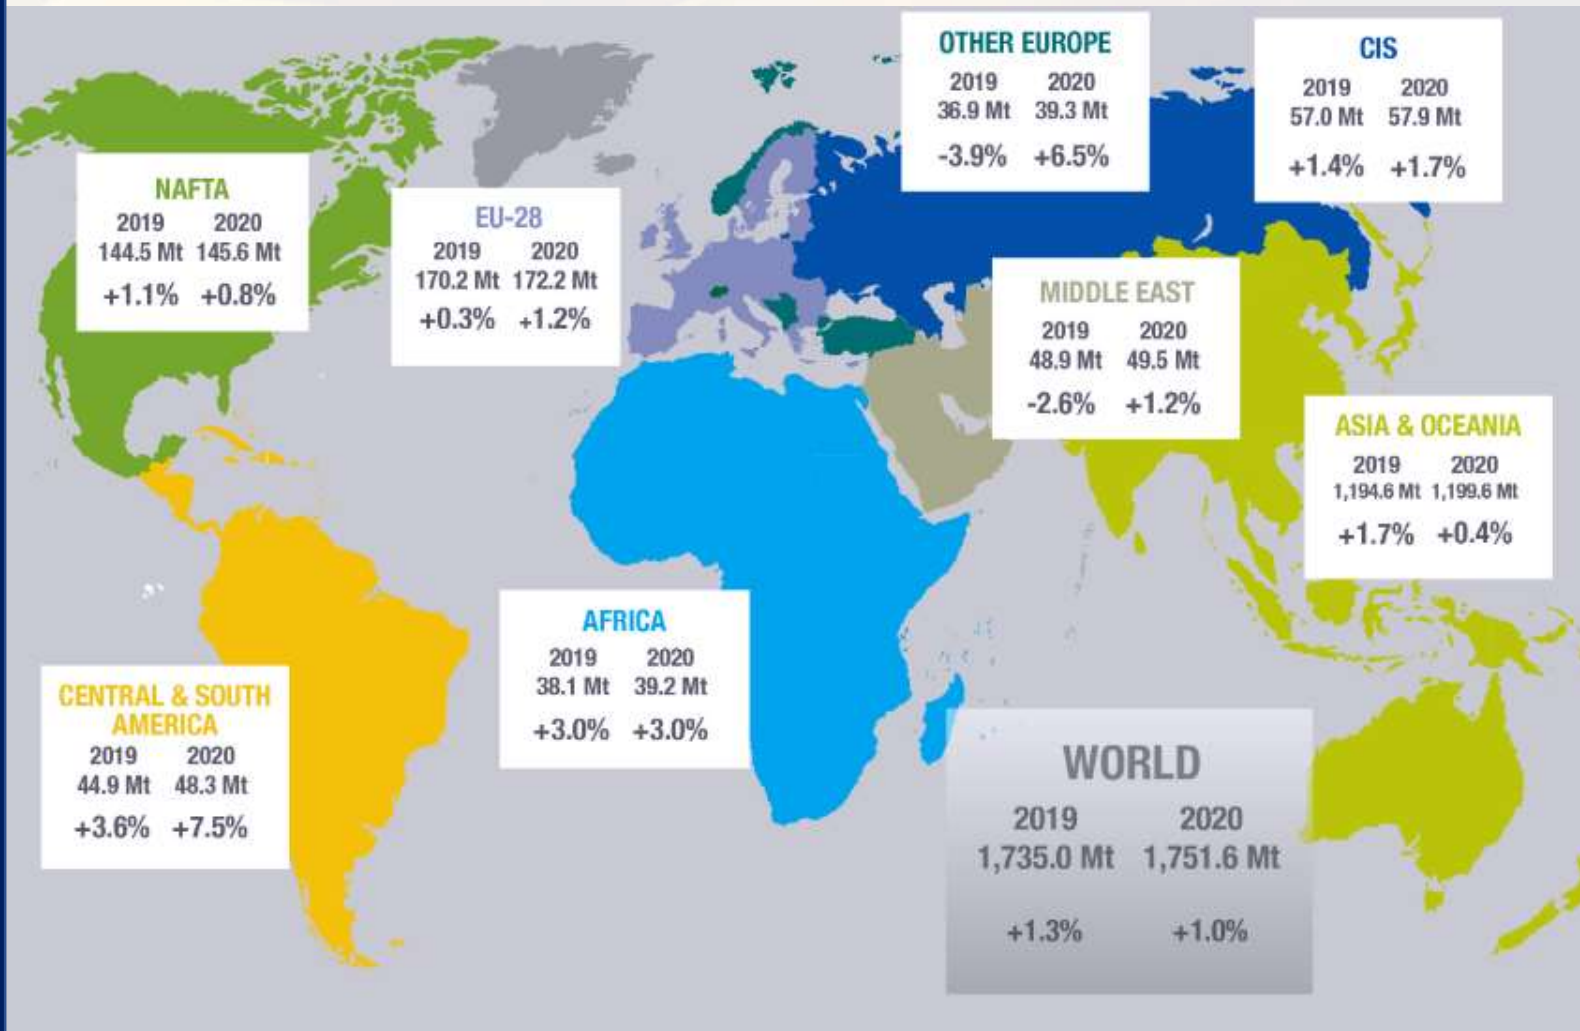 OTHER EUROPE
2019 2020
36.9 Mt 39.3 Mt
-3.9% +6.5%
CIS
2019 2020
57.0 Mt 57.9 Mt
+1.4% +1.7%
NAFTA
2019 2020
144.5 Mt 145.6 Mt
+1.1% +0.8%
EU-28
2019 2020
170.2 Mt 172.2 Mt
+0.3% +1.2%
MIDDLE EAST
2019 2020
48.9 Mt 49.5 Mt
-2.6% +1.2%
ASIA & OCEANIA
2019 2020
1,194.6 Mt 1,199.6 Mt
+1.7% +0.4%
AFRICA
2019 2020
38.1 Mt 39.2 Mt
+3.0% +3.0%
CENTRAL & SOUTH
AMERICA
2019 2020
44.9 Mt 48.3 Mt
+3.6% +7.5%
WORLD
2019 2020
1,735.0 Mt 1,751.6 Mt
+1.3% +1.0%